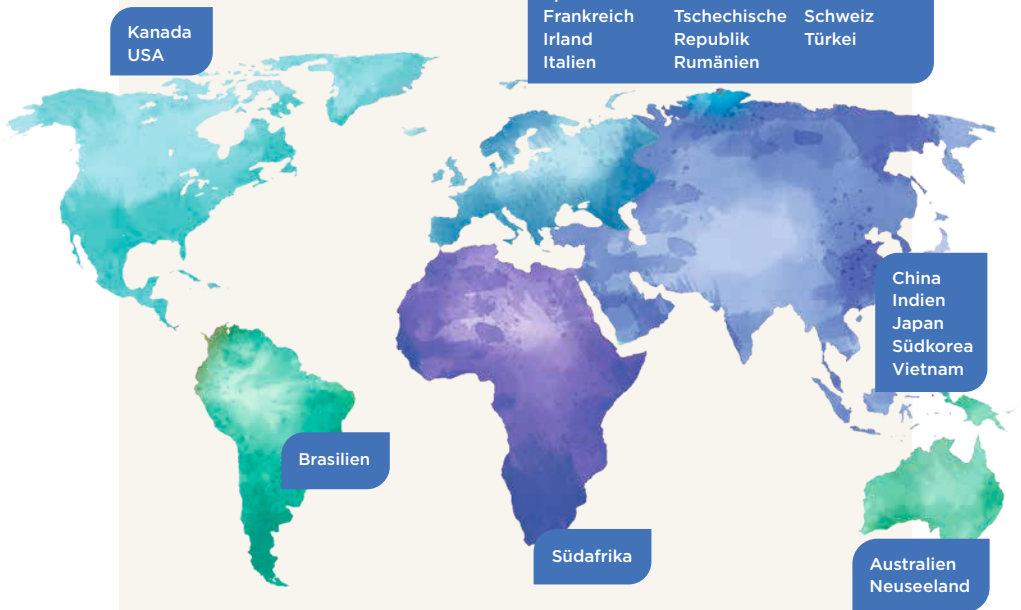 Kanada
USA
Frankreich
Irland
Italien
Tschechische
Republik
Rumänien
Schweiz
Türkei
China
Indien
Japan
Südkorea
Vietnam
Brasilien
Südafrika
Australien
Neuseeland